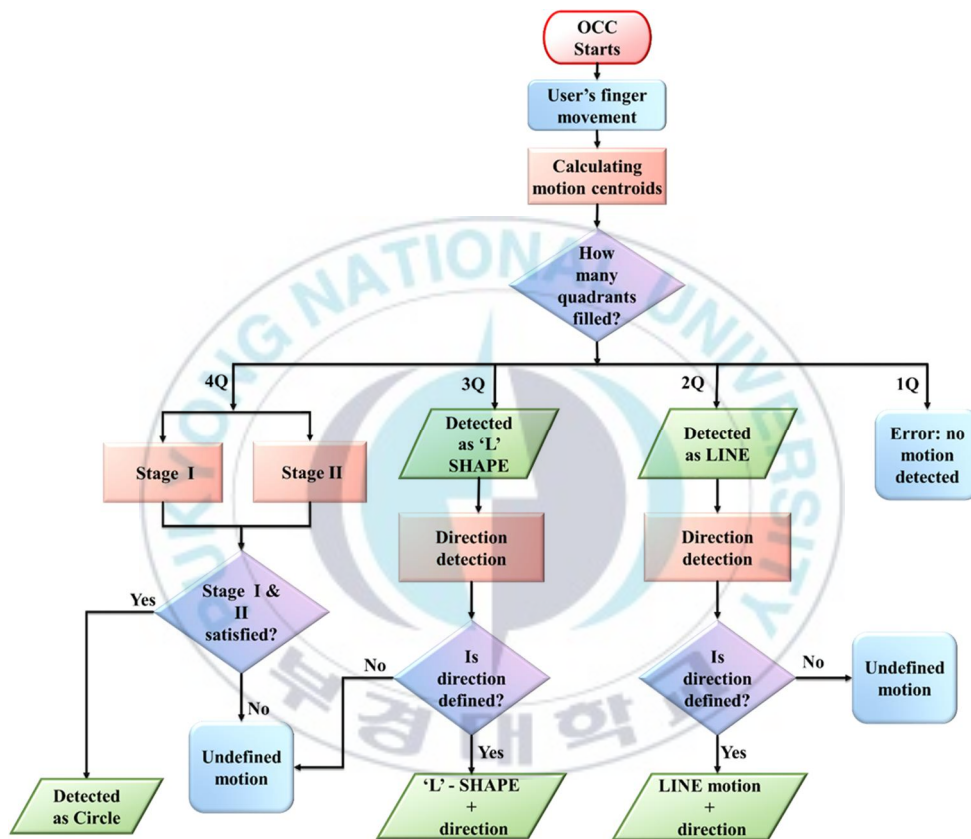 OCC
Starts
User's finger
movement
Calculating
motion centroids
How
many
quadrants
filled?
4Q
3Q
2Q
1Q
Stage I
Stage II
Detected
as 'L'
SHAPE
Detected
as LINE
Error: no
motion
detected
Direction
detection
Direction
detection
Stage I &
II
satisfied?
Yes
No
Is
direction
defined?
No
Yes
Is
direction
defined?
No
Yes
Undefined
motion
Undefined
motion
Detected
as Circle
'L' - SHAPE
+
direction
LINE motion
+
direction
PUKYONG NATIONAL UNIVERSITY
부경대학교